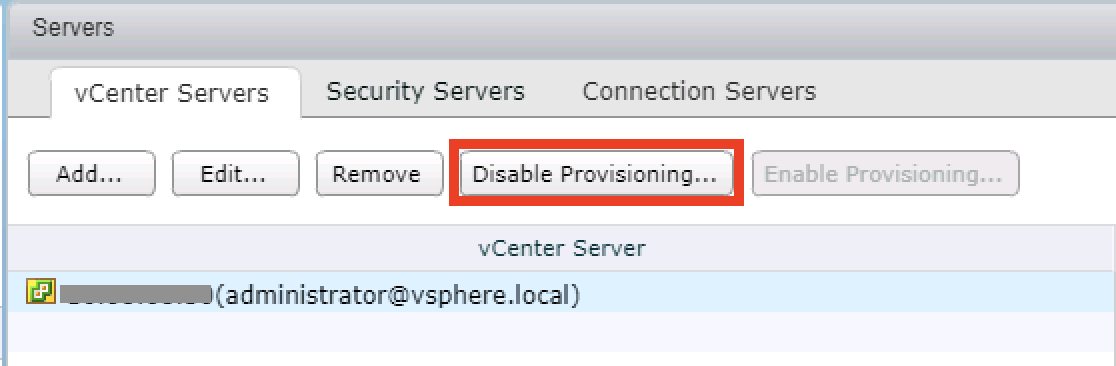 Servers
vCenter Servers Security Servers Connection Servers
Add... Edit... Remove Disable Provisioning... Enable Provisioning...
vCenter Server
(administrator@vsphere.local)